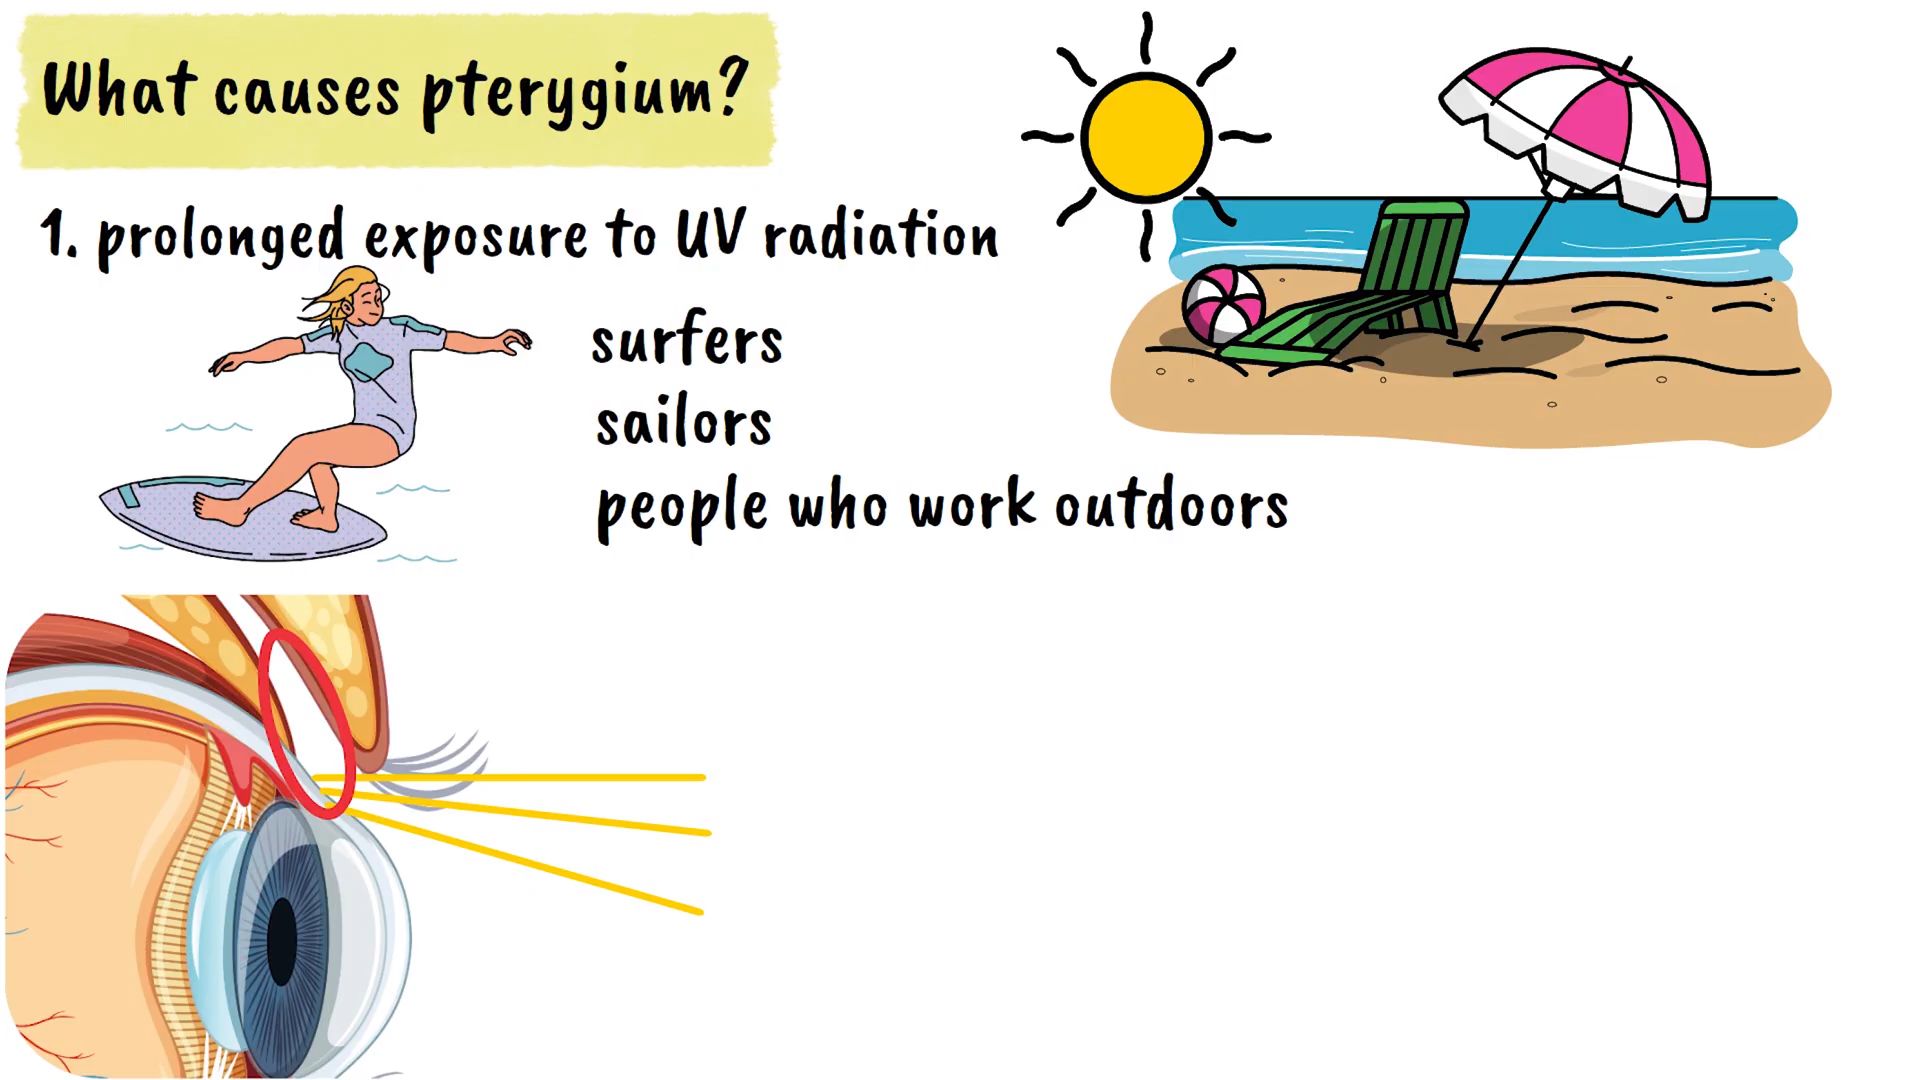 What causes pterygium?
1. prolonged exposure to UV radiation
surfers
sailors
people who work outdoors